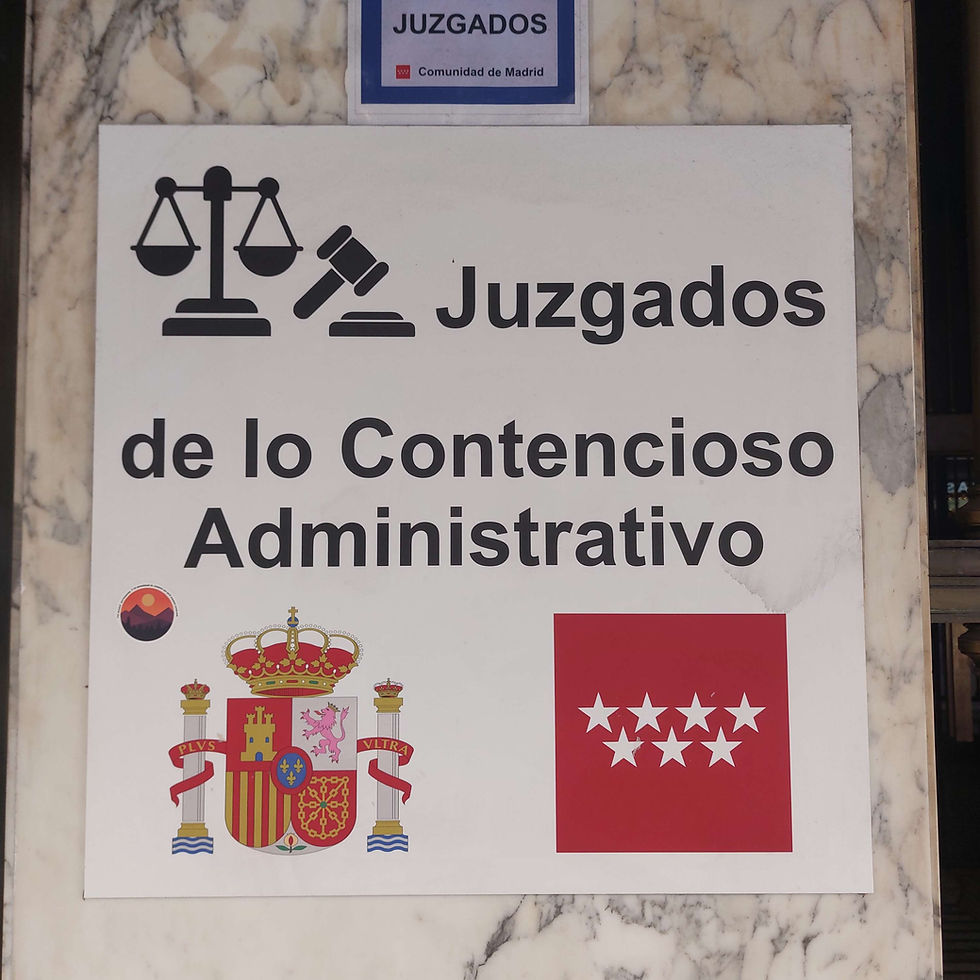 JUZGADOS
Comunidad de Madrid
Juzgados
de lo Contencioso
Administrativo
PLVS VLTRA